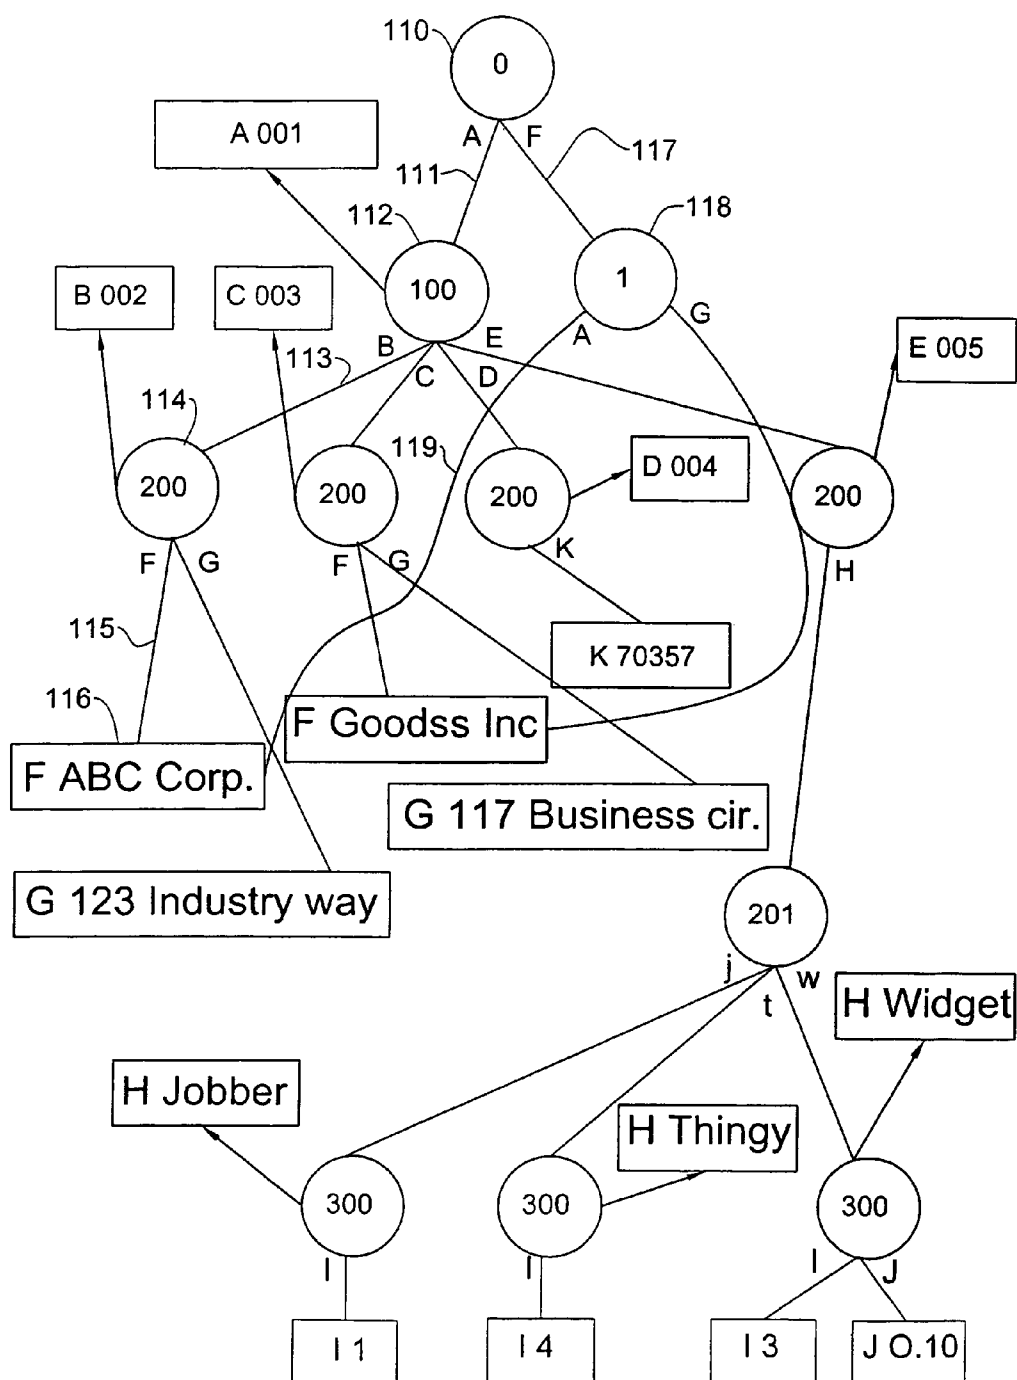 110
0
A 001
A
F
117
111
112
118
100
1
B 002
C 003
G
E 005
B
E
A
113
C
D
114
119
D 004
200
200
200
200
F
G
F
G
K
H
115
K 70357
116
F Goodss Inc
F ABC Corp.
G 117 Business cir.
G 123 Industry way
201
j
w
t
H Widget
H Jobber
H Thingy
300
300
300
I
I
I
J
I 1
I 4
I 3
J O.10